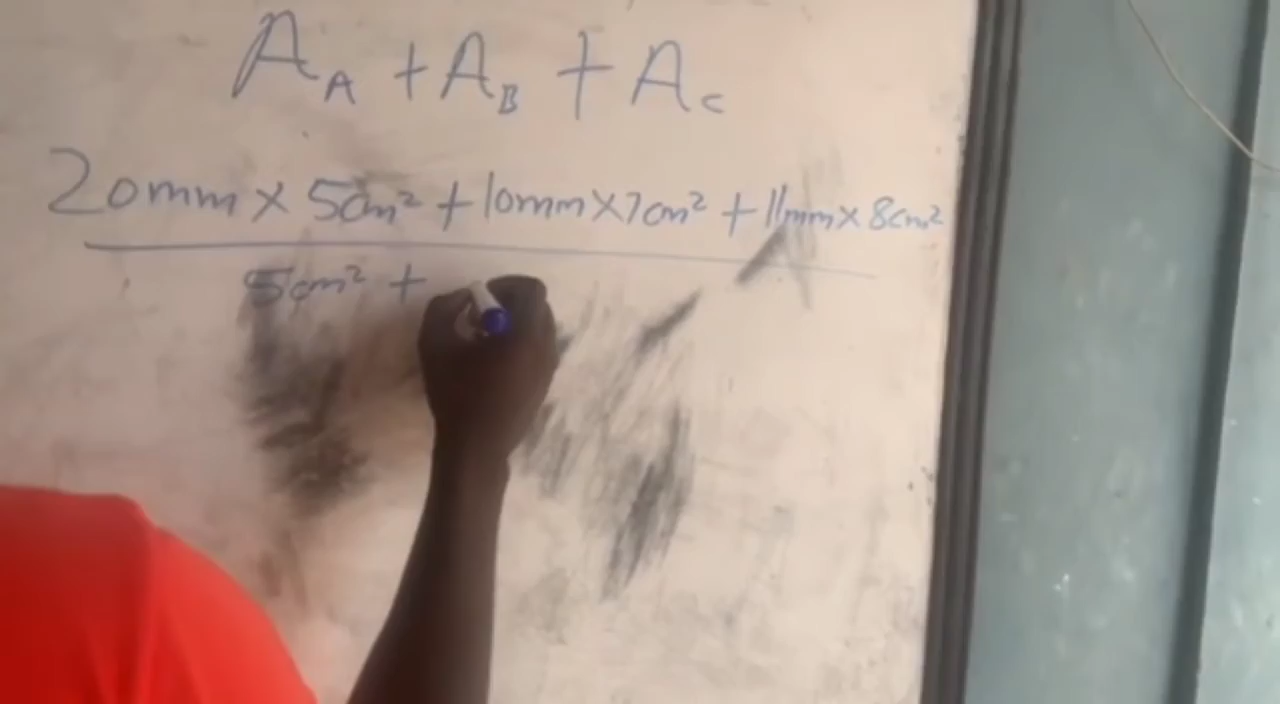 A_A + A_B + A_C
20mm × 5cm² + 10mm × 7cm² + 11mm × 8cm²
5cm² +